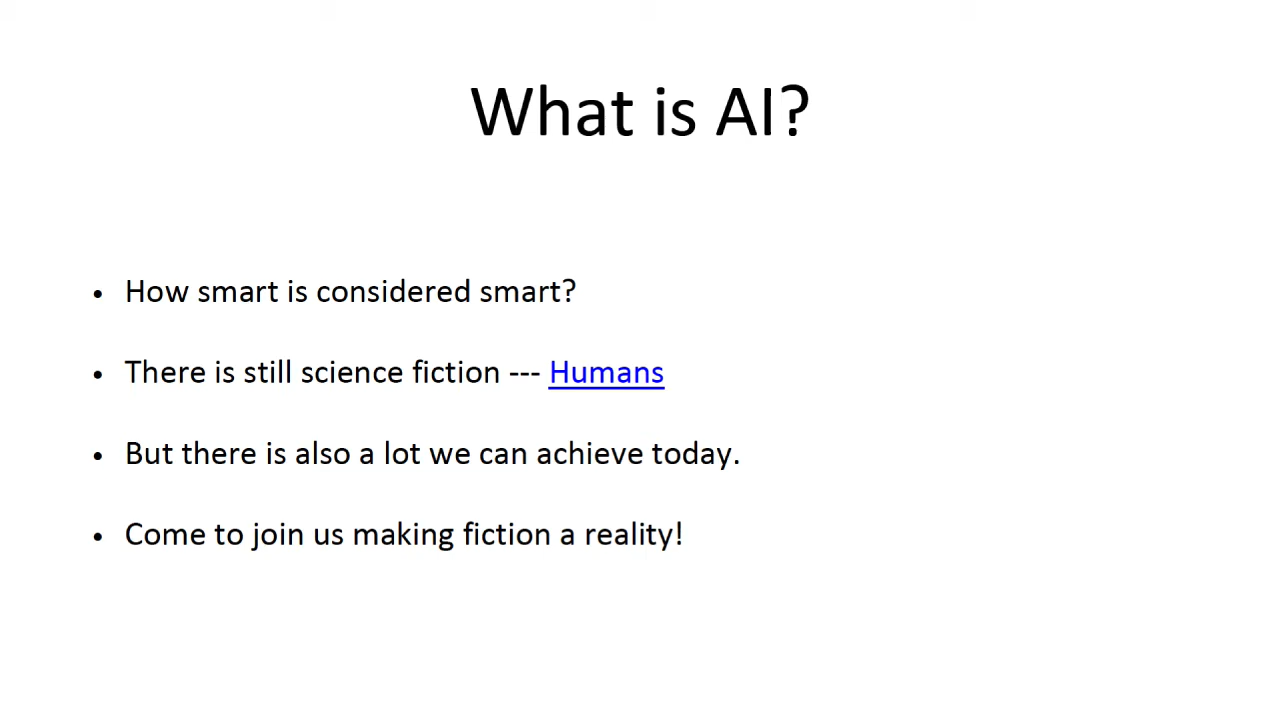 What is AI?
• How smart is considered smart?
• There is still science fiction --- Humans
• But there is also a lot we can achieve today.
• Come to join us making fiction a reality!